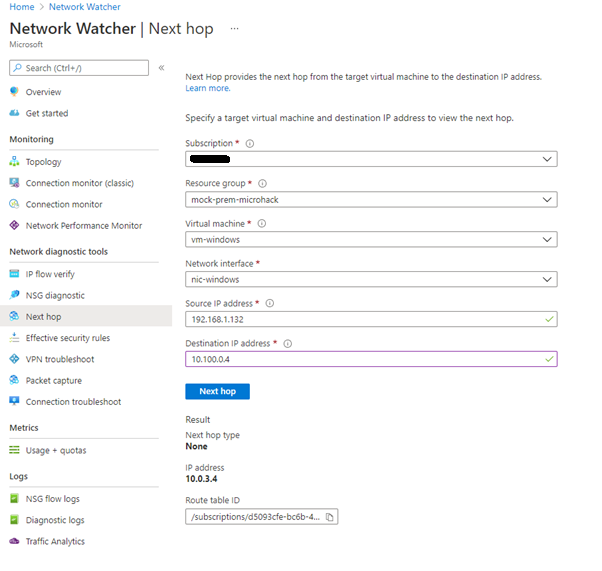 Home > Network Watcher
Network Watcher | Next hop ...
Microsoft
Search (Ctrl+/)
«
Overview
Get started
Monitoring
Topology
Connection monitor (classic)
Connection monitor
Network Performance Monitor
Network diagnostic tools
IP flow verify
NSG diagnostic
Next hop
Effective security rules
VPN troubleshoot
Packet capture
Connection troubleshoot
Metrics
Usage + quotas
Logs
NSG flow logs
Diagnostic logs
Traffic Analytics
Next Hop provides the next hop from the target virtual machine to the destination IP address.
Learn more.
Specify a target virtual machine and destination IP address to view the next hop.
Subscription *
Resource group *
mock-prem-microhack
Virtual machine *
vm-windows
Network interface *
nic-windows
Source IP address *
192.168.1.132
Destination IP address *
10.100.0.4
Next hop
Result
Next hop type
None
IP address
10.0.3.4
Route table ID
/subscriptions/d5093cfe-bc6b-4...